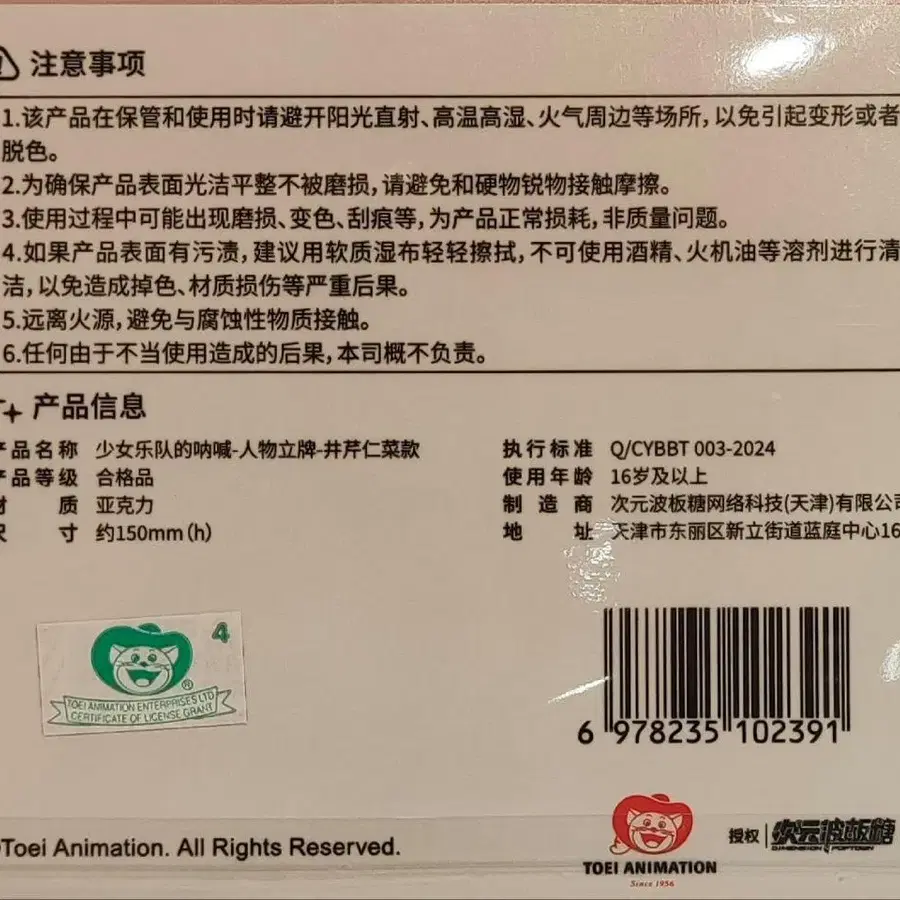 注意事项
1.该产品在保管和使用时请避开阳光直射、高温高湿、火气周边等场所，以免引起变形或者
脱色。
2.为确保产品表面光洁平整不被磨损，请避免和硬物锐物接触摩擦。
3.使用过程中可能出现磨损、变色、刮痕等，为产品正常损耗，非质量问题。
4.如果产品表面有污渍，建议用软质湿布轻轻擦拭，不可使用酒精、火机油等溶剂进行清
洁，以免造成掉色、材质损伤等严重后果。
5.远离火源，避免与腐蚀性物质接触。
6.任何由于不当使用造成的后果，本司概不负责。
产品信息
产品名称 少女乐队的呐喊-人物立牌-井芹仁菜款
产品等级 合格品
材 质 亚克力
尺 寸 约150mm（h）
执行标准 Q/CYBBT 003-2024
使用年龄 16岁及以上
制造商 次元波板糖网络科技(天津)有限公司
地 址 天津市东丽区新立街道蓝庭中心16
4
TOEI ANIMATION ENTERPRISES LTD
CERTIFICATE OF LICENSE GRANT
6 978235 102391
©Toei Animation. All Rights Reserved.
TOEI ANIMATION
Since 1956
授权 次元波板糖
DIMENSION POPTOWN